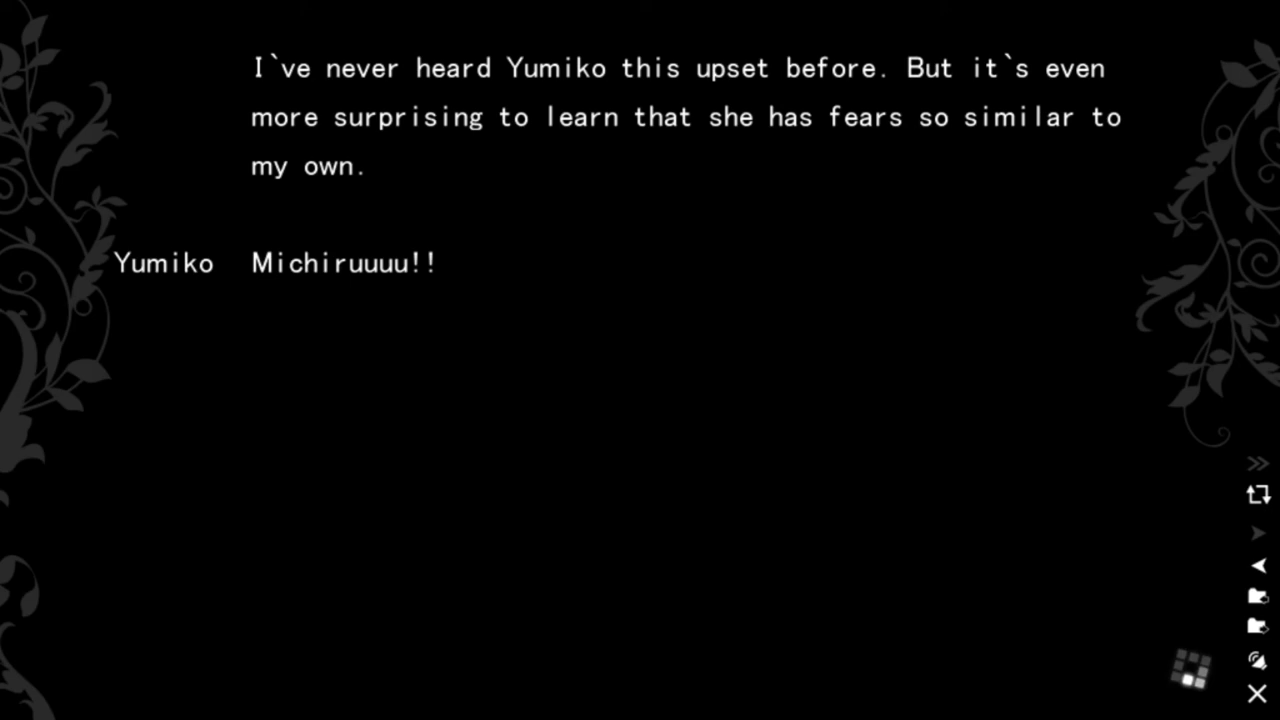 I`ve never heard Yumiko this upset before. But it`s even
more surprising to learn that she has fears so similar to
my own.
Yumiko Michiruuuu!!